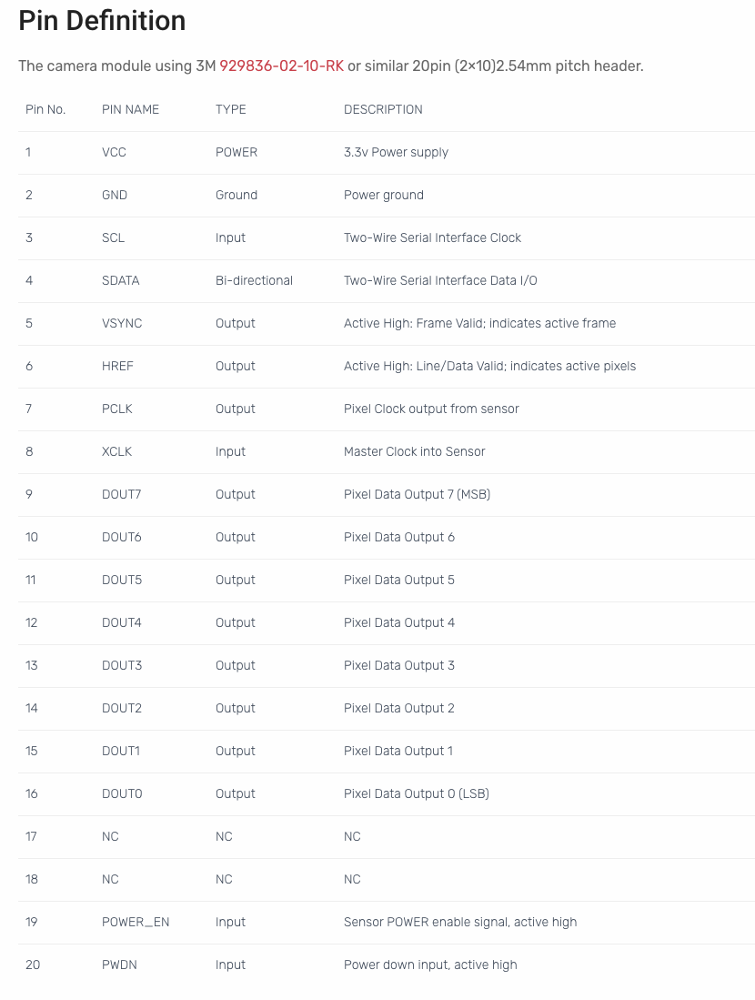 Pin Definition
The camera module using 3M 929836-02-10-RK or similar 20pin (2×10)2.54mm pitch header.
Pin No. PIN NAME TYPE DESCRIPTION
1 VCC POWER 3.3v Power supply
2 GND Ground Power ground
3 SCL Input Two-Wire Serial Interface Clock
4 SDATA Bi-directional Two-Wire Serial Interface Data I/O
5 VSYNC Output Active High: Frame Valid; indicates active frame
6 HREF Output Active High: Line/Data Valid; indicates active pixels
7 PCLK Output Pixel Clock output from sensor
8 XCLK Input Master Clock into Sensor
9 DOUT7 Output Pixel Data Output 7 (MSB)
10 DOUT6 Output Pixel Data Output 6
11 DOUT5 Output Pixel Data Output 5
12 DOUT4 Output Pixel Data Output 4
13 DOUT3 Output Pixel Data Output 3
14 DOUT2 Output Pixel Data Output 2
15 DOUT1 Output Pixel Data Output 1
16 DOUT0 Output Pixel Data Output 0 (LSB)
17 NC NC NC
18 NC NC NC
19 POWER_EN Input Sensor POWER enable signal, active high
20 PWDN Input Power down input, active high